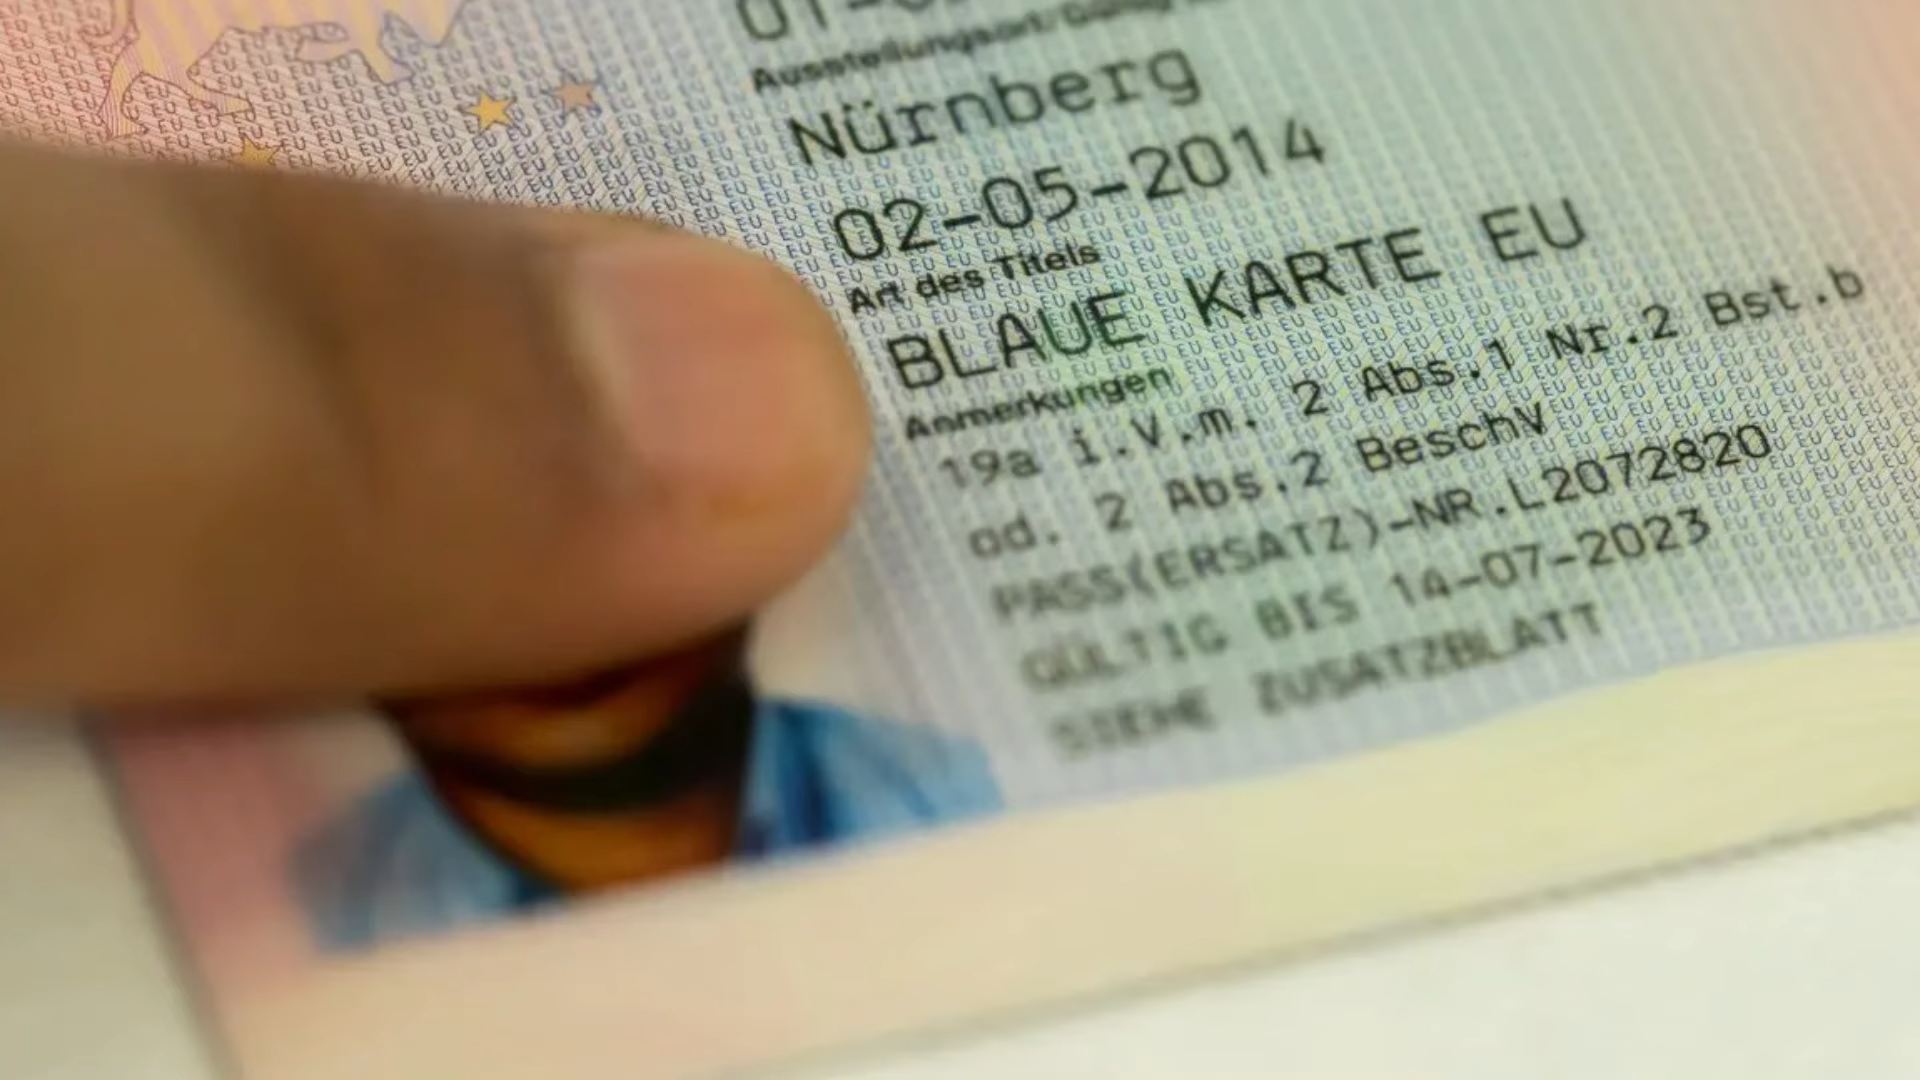 01-
Ausstellungsort/Gültig
Nürnberg
02-05-2014
Art des Titels
BLAUE KARTE EU
Anmerkungen
19a i.V.m. 2 Abs.1 Nr.2 Bst.b
od. 2 Abs.2 BeschV
PASS(ERSATZ)-NR.L2072820
GÜLTIG BIS 14-07-2023
SIEHE ZUSATZBLATT